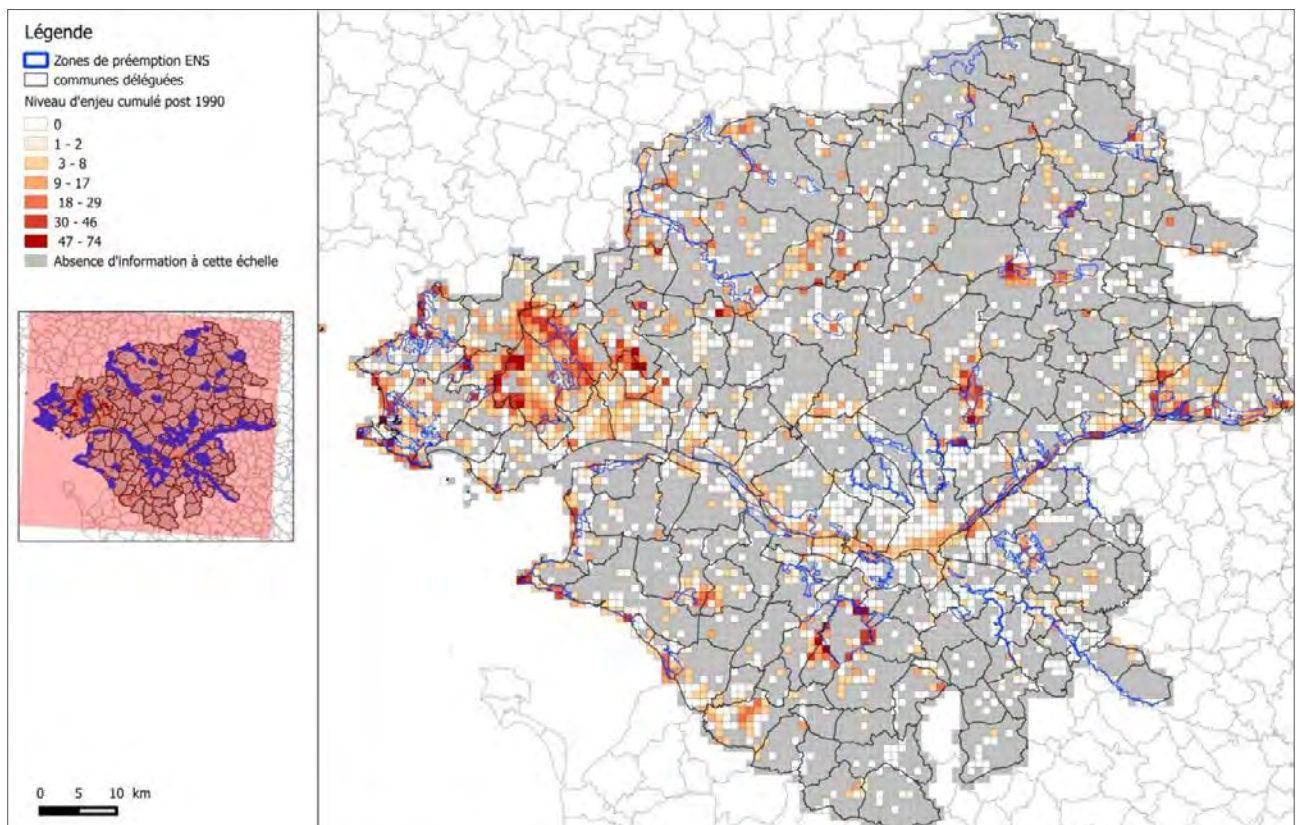 Légende
Zones de préemption ENS
communes déléguées
Niveau d'enjeu cumulé post 1990
0
1 - 2
3 - 8
9 - 17
18 - 29
30 - 46
47 - 74
Absence d'information à cette échelle
0 5 10 km